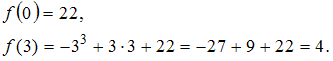 f(0) = 22,
f(3) = −3³ + 3·3 + 22 = −27 + 9 + 22 = 4.